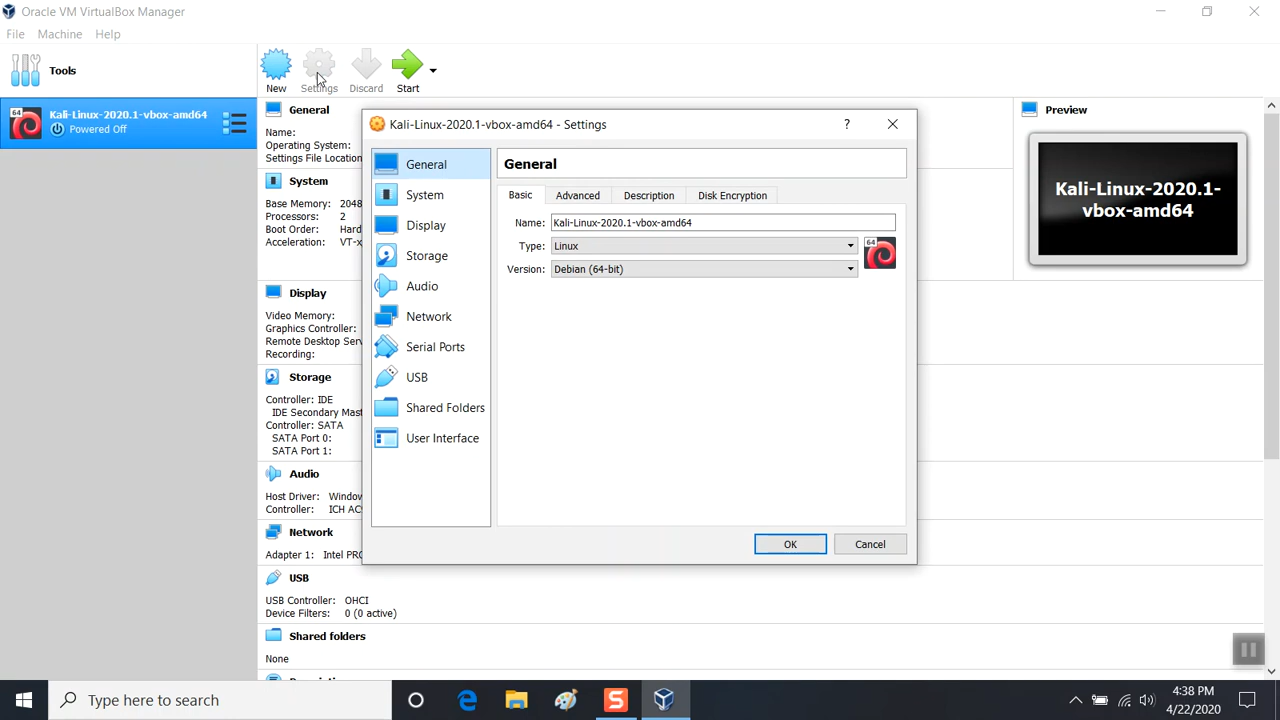 Oracle VM VirtualBox Manager
File Machine Help
Tools
New Settings Discard Start
64
Kali-Linux-2020.1-vbox-amd64
Powered Off
General
Name:
Operating System:
Settings File Location
System
Base Memory: 2048
Processors: 2
Boot Order: Hard
Acceleration: VT-x
Display
Video Memory:
Graphics Controller:
Remote Desktop Serv
Recording:
Storage
Controller: IDE
IDE Secondary Mast
Controller: SATA
SATA Port 0:
SATA Port 1:
Audio
Host Driver: Window
Controller: ICH AC9
Network
Adapter 1: Intel PRO
USB
USB Controller: OHCI
Device Filters: 0 (0 active)
Shared folders
None
Kali-Linux-2020.1-vbox-amd64 - Settings
?
General
System
Display
Storage
Audio
Network
Serial Ports
USB
Shared Folders
User Interface
General
Basic Advanced Description Disk Encryption
Name: Kali-Linux-2020.1-vbox-amd64
Type: Linux
64
Version: Debian (64-bit)
OK Cancel
Preview
Kali-Linux-2020.1-
vbox-amd64
Type here to search
4:38 PM
4/22/2020